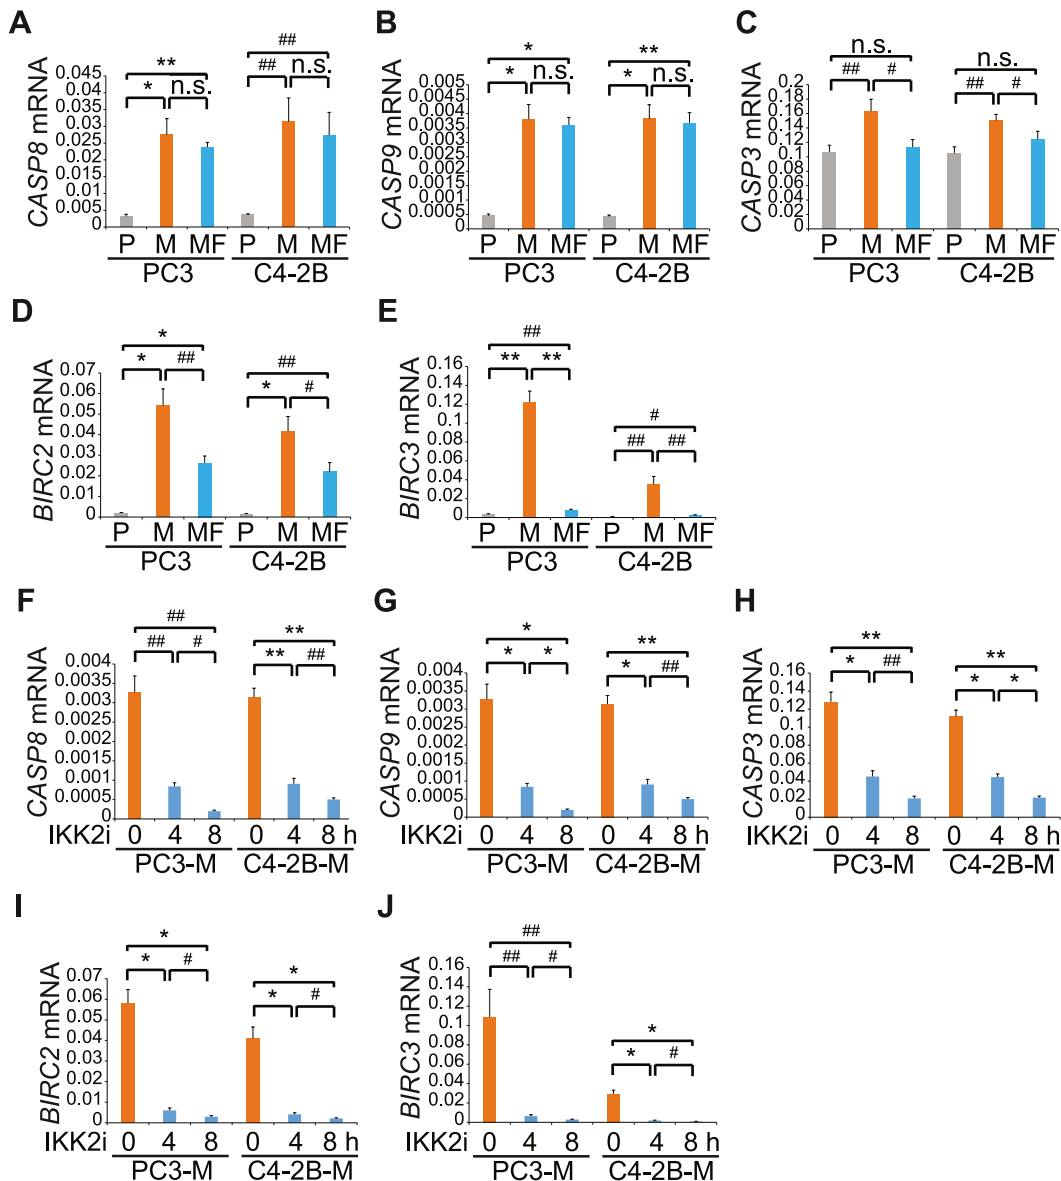 A
CASP8 mRNA
0.045
0.04
0.035
0.03
0.025
0.02
0.015
0.01
0.005
0
##
**
## n.s.
* n.s.
P M MF P M MF
PC3 C4-2B
B
CASP9 mRNA
0.005
0.0045
0.004
0.0035
0.003
0.0025
0.002
0.0015
0.001
0.0005
0
* **
* n.s. * n.s.
P M MF P M MF
PC3 C4-2B
C
CASP3 mRNA
0.2
0.16
0.12
0.1
0.08
0.06
0.02
0
n.s. n.s.
## # ## #
P M MF P M MF
PC3 C4-2B
D
BIRC2 mRNA
0.07
0.06
0.05
0.04
0.03
0.02
0.01
0
* ##
* ## * #
P M MF P M MF
PC3 C4-2B
E
BIRC3 mRNA
0.16
0.14
0.12
0.1
0.08
0.06
0.04
0.02
0
## #
** ** ## ##
P M MF P M MF
PC3 C4-2B
F
CASP8 mRNA
0.004
0.0035
0.003
0.0025
0.002
0.0015
0.001
0.0005
0
## **
## # ** ##
IKK2i 0 4 8 0 4 8 h
PC3-M C4-2B-M
G
CASP9 mRNA
0.004
0.0035
0.003
0.0025
0.002
0.0015
0.001
0.0005
0
* **
* * * ##
IKK2i 0 4 8 0 4 8 h
PC3-M C4-2B-M
H
CASP3 mRNA
0.16
0.14
0.12
0.1
0.08
0.06
0.04
0.02
0
** **
* ## * *
IKK2i 0 4 8 0 4 8 h
PC3-M C4-2B-M
I
BIRC2 mRNA
0.07
0.06
0.05
0.04
0.03
0.02
0.01
0
* *
* # * #
IKK2i 0 4 8 0 4 8 h
PC3-M C4-2B-M
J
BIRC3 mRNA
0.16
0.14
0.12
0.1
0.08
0.06
0.04
0.02
0
## *
## # * #
IKK2i 0 4 8 0 4 8 h
PC3-M C4-2B-M